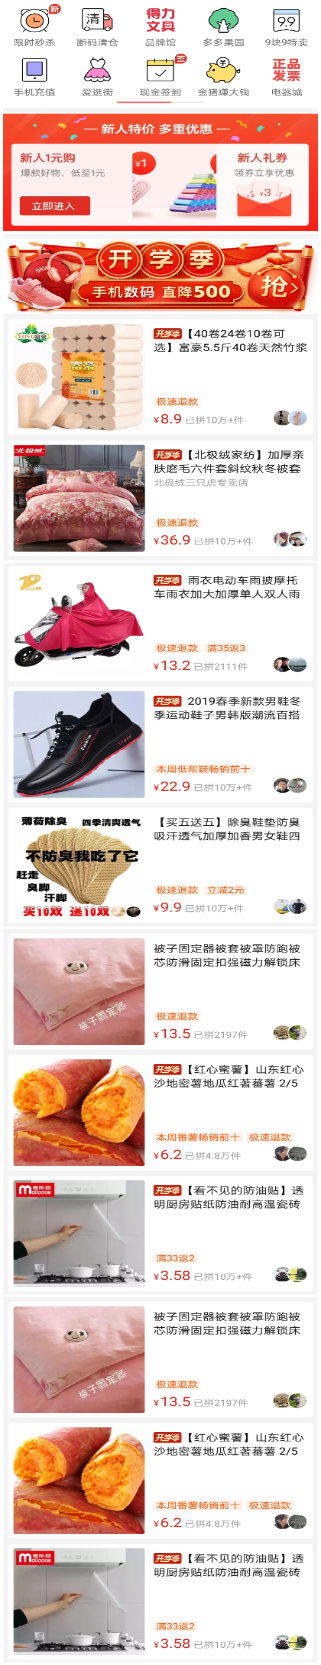 新
清
得力
文具
9.9
限时秒杀
断码清仓
品牌馆
多多果园
9块9特卖
签
正品
发票
手机充值
爱逛街
现金签到
金猪赚大钱
电器城
新人特价 多重优惠
新人1元购
爆款好物，低至1元
立即进入
¥1
新人礼券
领券立享优惠
¥3
开学季
手机数码 直降500
抢
开学季【40卷24卷10卷可
选】富豪5.5斤40卷天然竹浆
极速退款
¥8.9 已拼10万+件
北极绒
开学季【北极绒家纺】加厚亲
肤磨毛六件套斜纹秋冬被套
北极绒三只虎专卖店
极速退款
¥36.9 已拼10万+件
开学季 雨衣电动车雨披摩托
车雨衣加大加厚单人双人雨
极速退款 满35返3
¥13.2 已拼2111件
开学季 2019春季新款男鞋冬
季运动鞋子男韩版潮流百搭
本周低帮鞋畅销前十
¥22.9 已拼10万+件
薄荷除臭 四季清爽透气
不防臭我吃了它
赶走
臭脚
汗脚
买10双 送10双
【买五送五】除臭鞋垫防臭
吸汗透气加厚加香男女鞋四
极速退款 立减2元
¥9.9 已拼10万+件
被子固定器
被子固定器被套被罩防跑被
芯防滑固定扣强磁力解锁床
极速退款
¥13.5 已拼2197件
开学季【红心蜜薯】山东红心
沙地密薯地瓜红薯蕃薯 2/5
本周番薯畅销前十 极速退款
¥6.2 已拼4.8万件
开学季【看不见的防油贴】透
明厨房贴纸防油耐高温瓷砖
满33返2
¥3.58 已拼10万+件
被子固定器
被子固定器被套被罩防跑被
芯防滑固定扣强磁力解锁床
极速退款
¥13.5 已拼2197件
开学季【红心蜜薯】山东红心
沙地密薯地瓜红薯蕃薯 2/5
本周番薯畅销前十 极速退款
¥6.2 已拼4.8万件
开学季【看不见的防油贴】透
明厨房贴纸防油耐高温瓷砖
满33返2
¥3.58 已拼10万+件